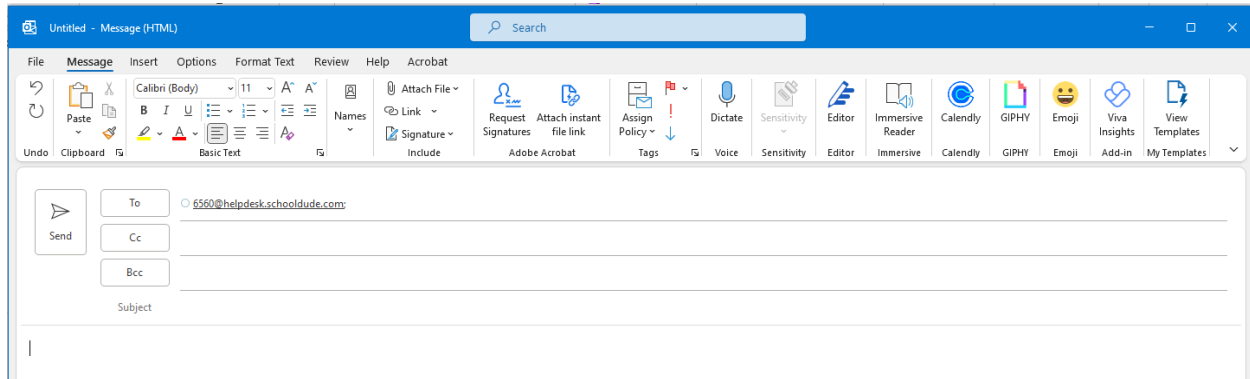 Untitled - Message (HTML)
Search
File Message Insert Options Format Text Review Help Acrobat
Calibri (Body) 11 A A Attach File
Paste B I U Names Link Request Signatures Attach instant file link Assign Policy Dictate Sensitivity Editor Immersive Reader Calendly GIPHY Emoji Viva Insights View Templates
A Signature
Undo Clipboard Basic Text Include Adobe Acrobat Tags Voice Sensitivity Editor Immersive Calendly GIPHY Emoji Add-in My Templates
To 6560@helpdesk.schooldude.com;
Send Cc
Bcc
Subject